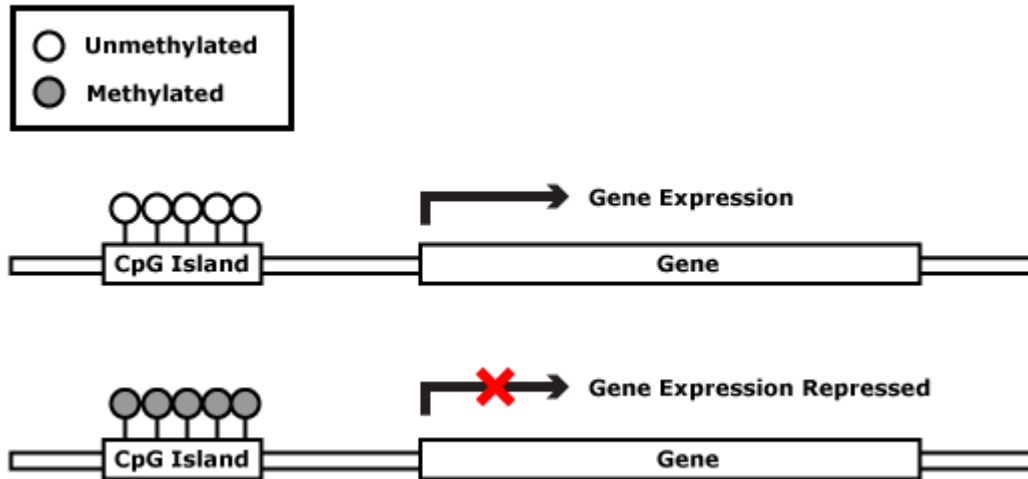 Unmethylated
Methylated
Gene Expression
CpG Island
Gene
Gene Expression Repressed
CpG Island
Gene